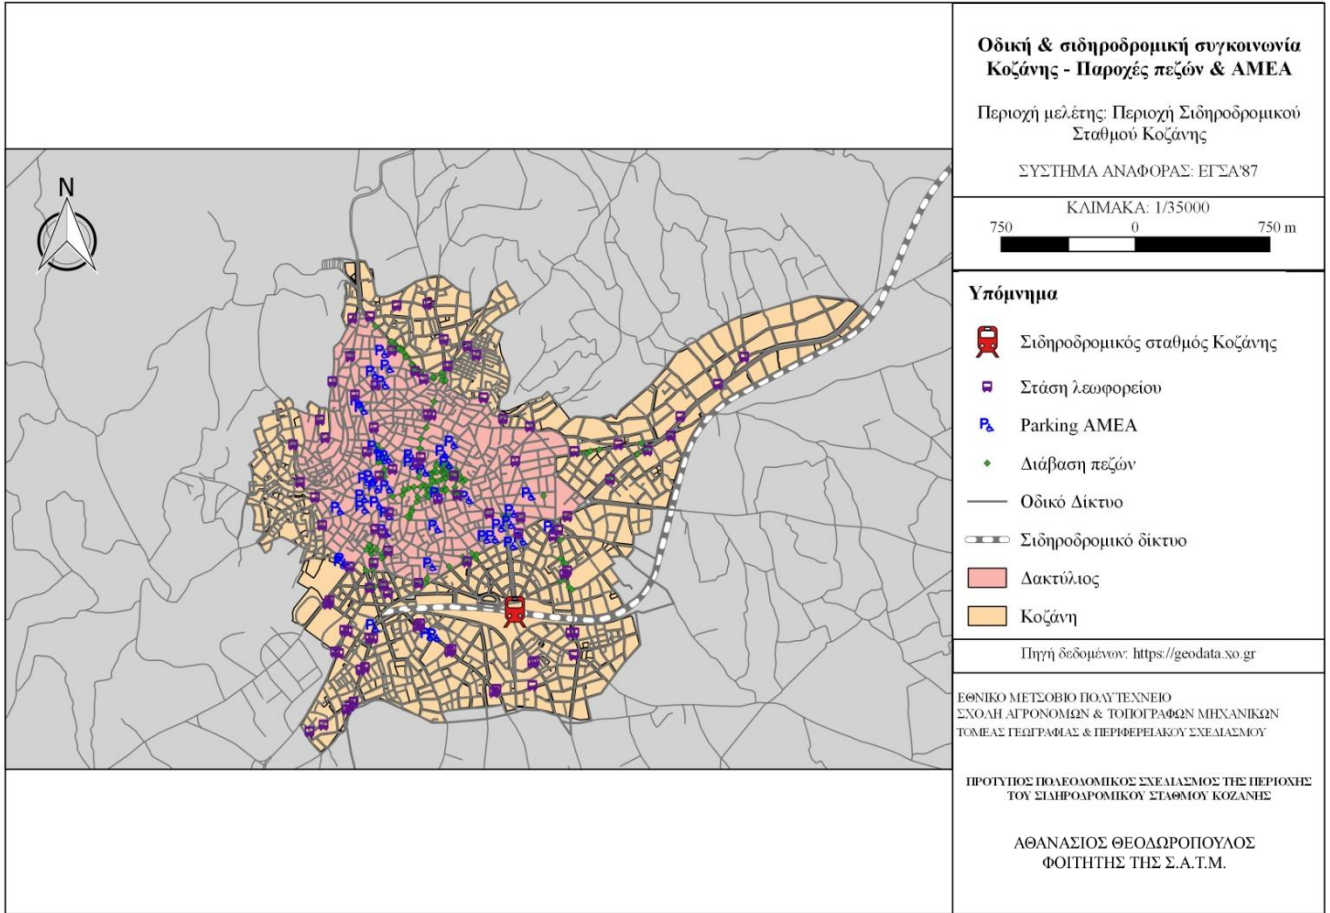 N
Οδική & σιδηροδρομική συγκοινωνία
Κοζάνης - Παροχές πεζών & ΑΜΕΑ
Περιοχή μελέτης: Περιοχή Σιδηροδρομικού
Σταθμού Κοζάνης
ΣΥΣΤΗΜΑ ΑΝΑΦΟΡΑΣ: ΕΓΣΑ'87
ΚΛΙΜΑΚΑ: 1/35000
750 0 750 m
Υπόμνημα
Σιδηροδρομικός σταθμός Κοζάνης
Στάση λεωφορείου
Parking ΑΜΕΑ
Διάβαση πεζών
Οδικό Δίκτυο
Σιδηροδρομικό δίκτυο
Δακτύλιος
Κοζάνη
Πηγή δεδομένων: https://geodata.xo.gr
ΕΘΝΙΚΟ ΜΕΤΣΟΒΙΟ ΠΟΛΥΤΕΧΝΕΙΟ
ΣΧΟΛΗ ΑΓΡΟΝΟΜΩΝ & ΤΟΠΟΓΡΑΦΩΝ ΜΗΧΑΝΙΚΩΝ
ΤΟΜΕΑΣ ΓΕΩΓΡΑΦΙΑΣ & ΠΕΡΙΦΕΡΕΙΑΚΟΥ ΣΧΕΔΙΑΣΜΟΥ
ΠΡΟΤΥΠΟΣ ΠΟΛΕΟΔΟΜΙΚΟΣ ΣΧΕΔΙΑΣΜΟΣ ΤΗΣ ΠΕΡΙΟΧΗΣ
ΤΟΥ ΣΙΔΗΡΟΔΡΟΜΙΚΟΥ ΣΤΑΘΜΟΥ ΚΟΖΑΝΗΣ
ΑΘΑΝΑΣΙΟΣ ΘΕΟΔΩΡΟΠΟΥΛΟΣ
ΦΟΙΤΗΤΗΣ ΤΗΣ Σ.Α.Τ.Μ.